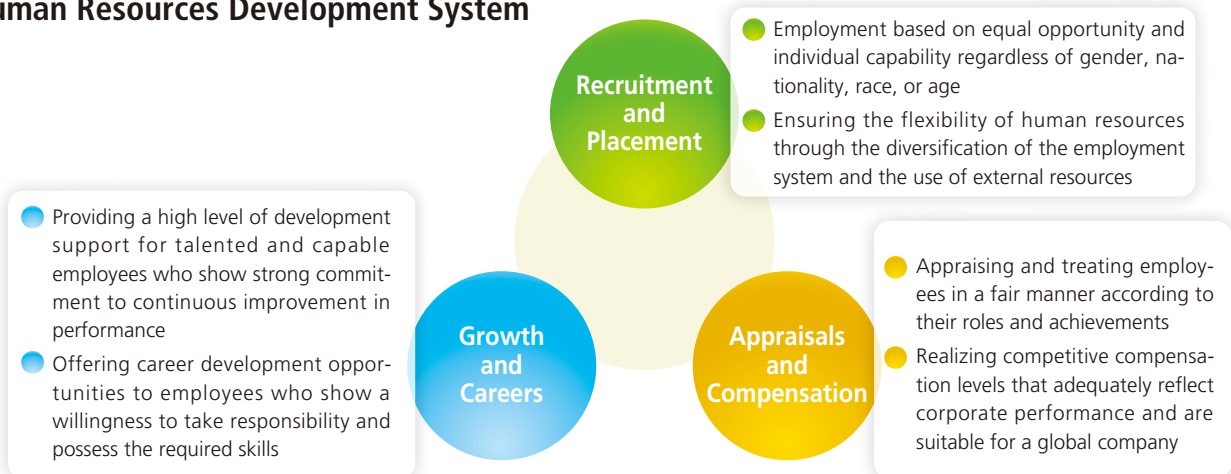 uman Resources Development System
Recruitment
and
Placement
Employment based on equal opportunity and
individual capability regardless of gender, na-
tionality, race, or age
Ensuring the flexibility of human resources
through the diversification of the employment
system and the use of external resources
Providing a high level of development
support for talented and capable
employees who show strong commit-
ment to continuous improvement in
performance
Offering career development oppor-
tunities to employees who show a
willingness to take responsibility and
possess the required skills
Growth
and
Careers
Appraisals
and
Compensation
Appraising and treating employ-
ees in a fair manner according to
their roles and achievements
Realizing competitive compensa-
tion levels that adequately reflect
corporate performance and are
suitable for a global company